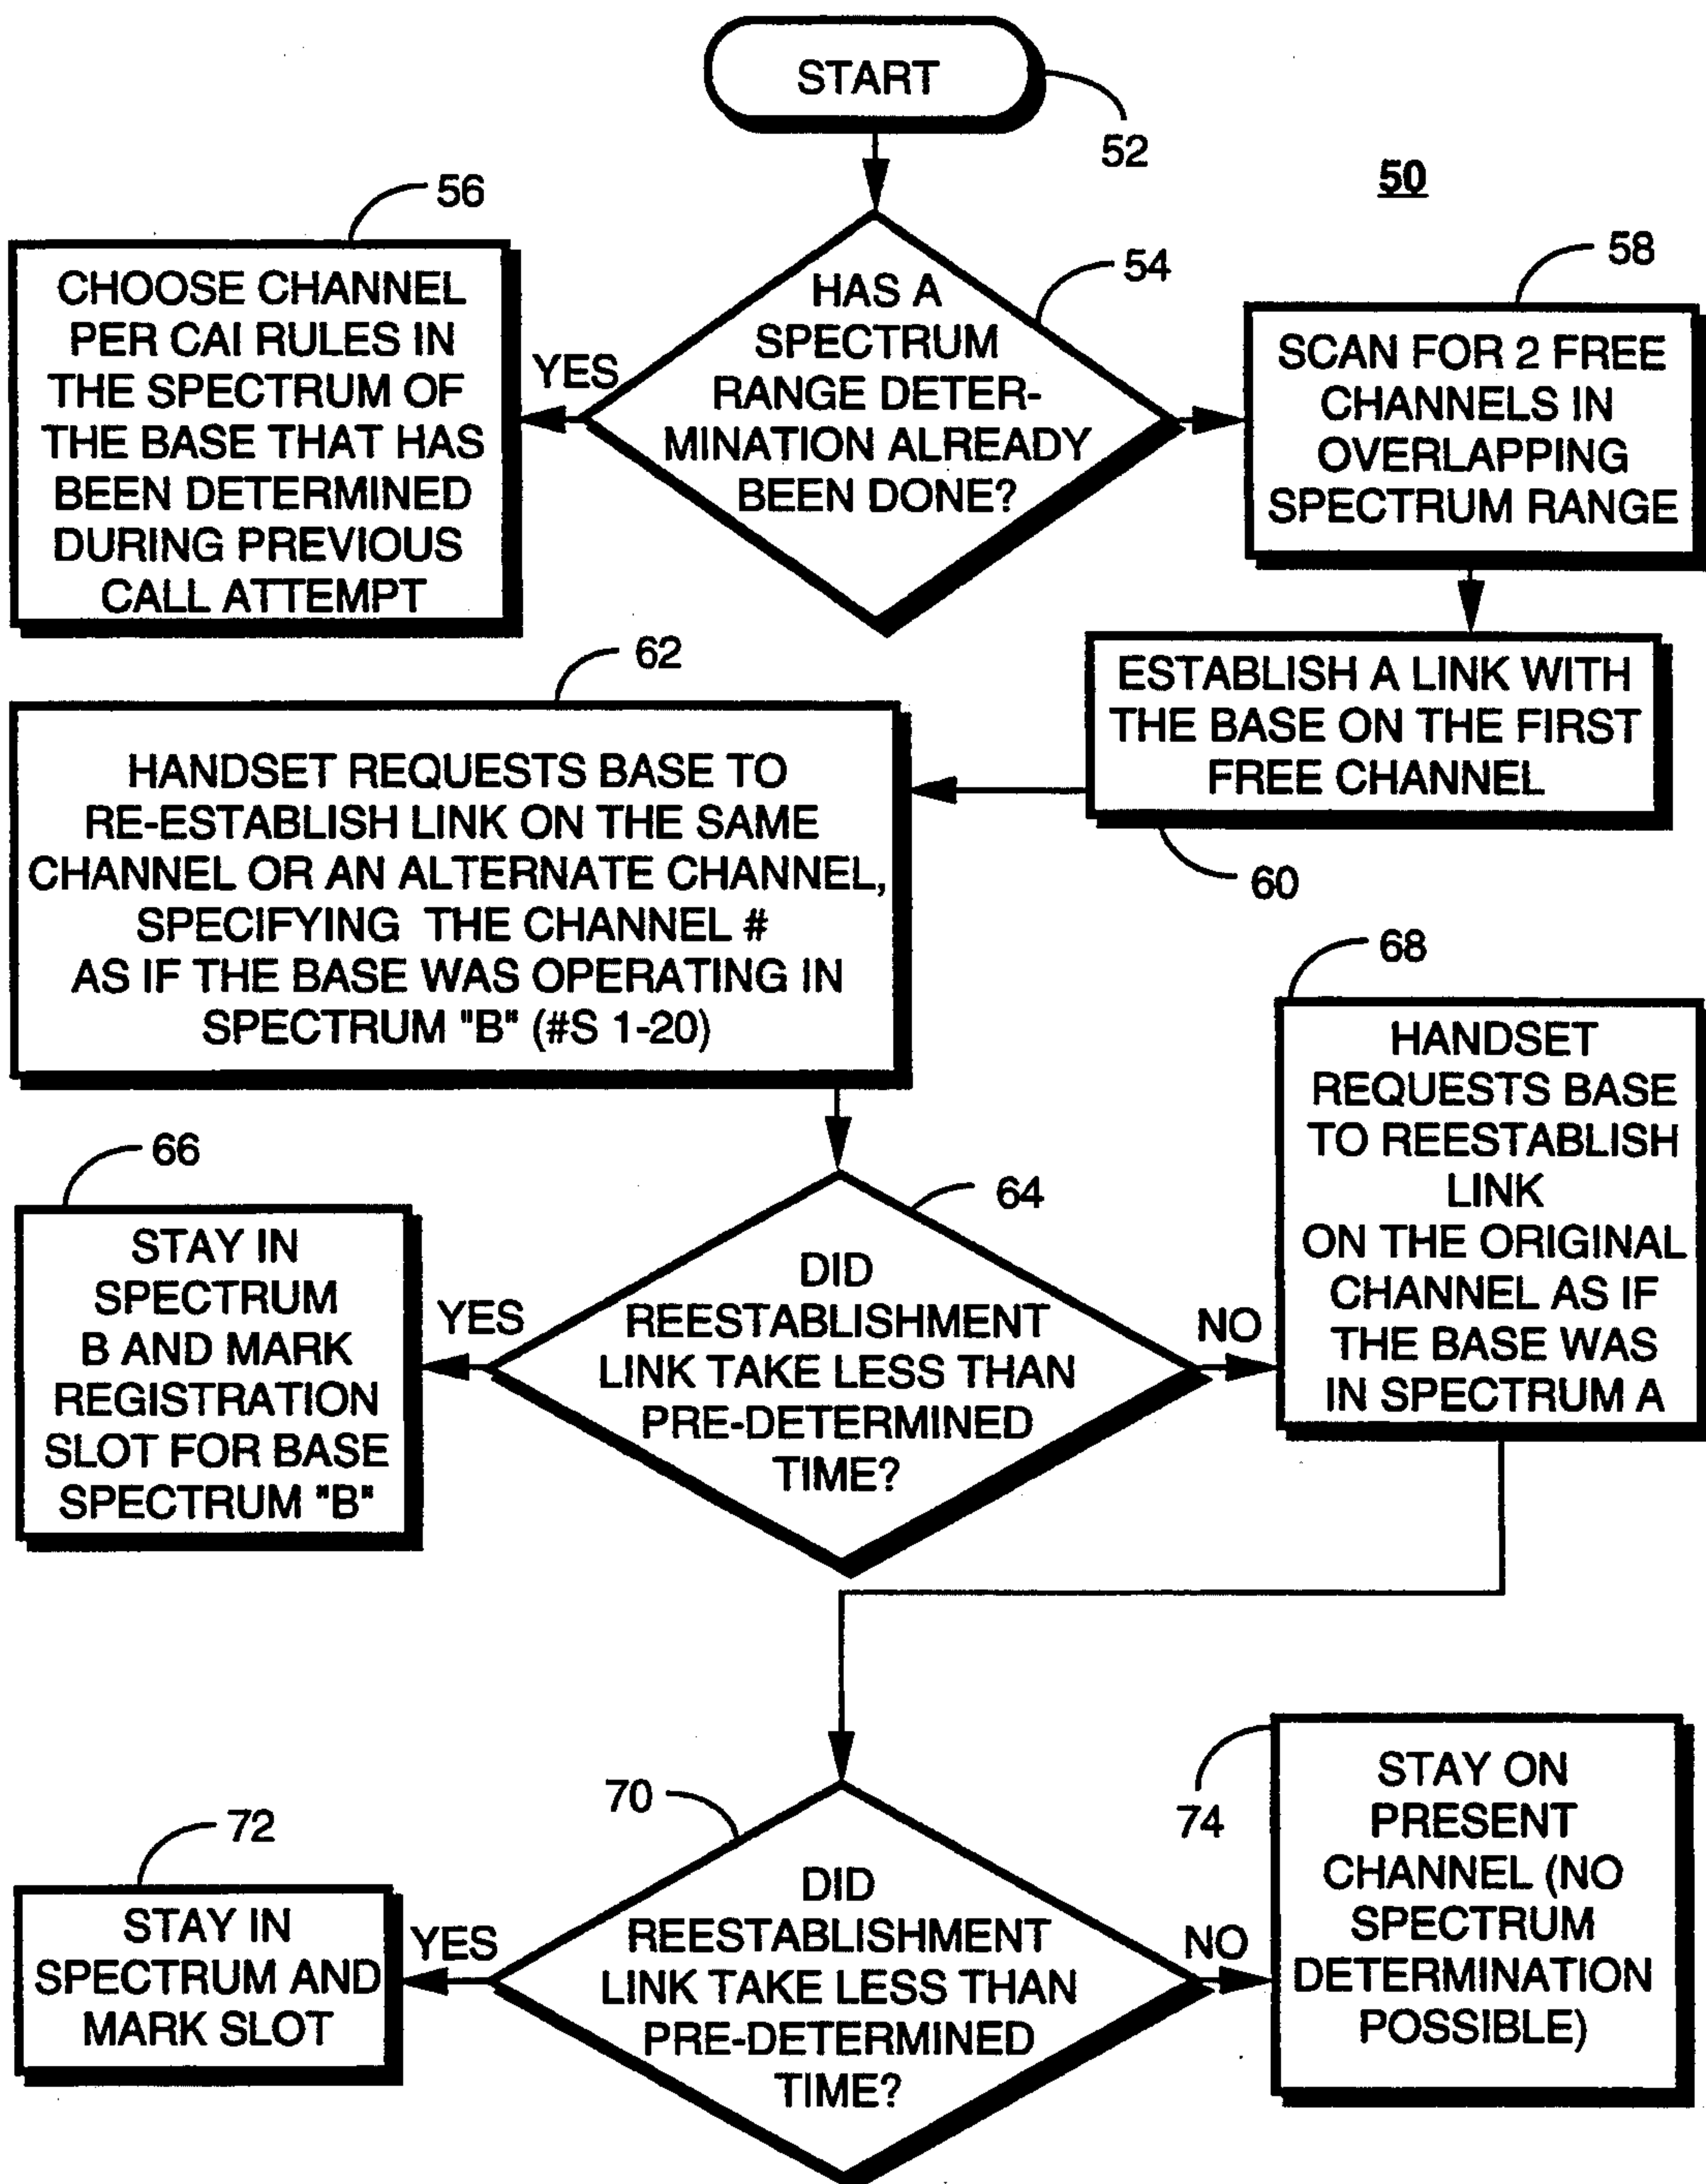 START
52
50
56
CHOOSE CHANNEL
PER CAI RULES IN
THE SPECTRUM OF
THE BASE THAT HAS
BEEN DETERMINED
DURING PREVIOUS
CALL ATTEMPT
YES
54
HAS A
SPECTRUM
RANGE DETER-
MINATION ALREADY
BEEN DONE?
58
SCAN FOR 2 FREE
CHANNELS IN
OVERLAPPING
SPECTRUM RANGE
ESTABLISH A LINK WITH
THE BASE ON THE FIRST
FREE CHANNEL
60
62
HANDSET REQUESTS BASE TO
RE-ESTABLISH LINK ON THE SAME
CHANNEL OR AN ALTERNATE CHANNEL,
SPECIFYING THE CHANNEL #
AS IF THE BASE WAS OPERATING IN
SPECTRUM "B" (#S 1-20)
64
DID
REESTABLISHMENT
LINK TAKE LESS THAN
PRE-DETERMINED
TIME?
YES
66
STAY IN
SPECTRUM
B AND MARK
REGISTRATION
SLOT FOR BASE
SPECTRUM "B"
NO
68
HANDSET
REQUESTS BASE
TO REESTABLISH
LINK
ON THE ORIGINAL
CHANNEL AS IF
THE BASE WAS
IN SPECTRUM A
70
DID
REESTABLISHMENT
LINK TAKE LESS THAN
PRE-DETERMINED
TIME?
YES
72
STAY IN
SPECTRUM AND
MARK SLOT
NO
74
STAY ON
PRESENT
CHANNEL (NO
SPECTRUM
DETERMINATION
POSSIBLE)